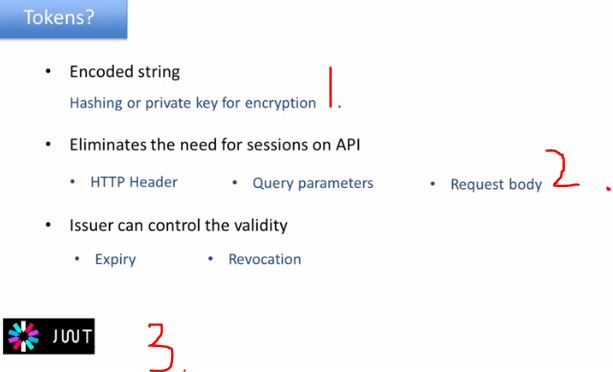 Tokens?
• Encoded string
Hashing or private key for encryption 1.
• Eliminates the need for sessions on API
• HTTP Header • Query parameters • Request body 2.
• Issuer can control the validity
• Expiry • Revocation
JWT 3.